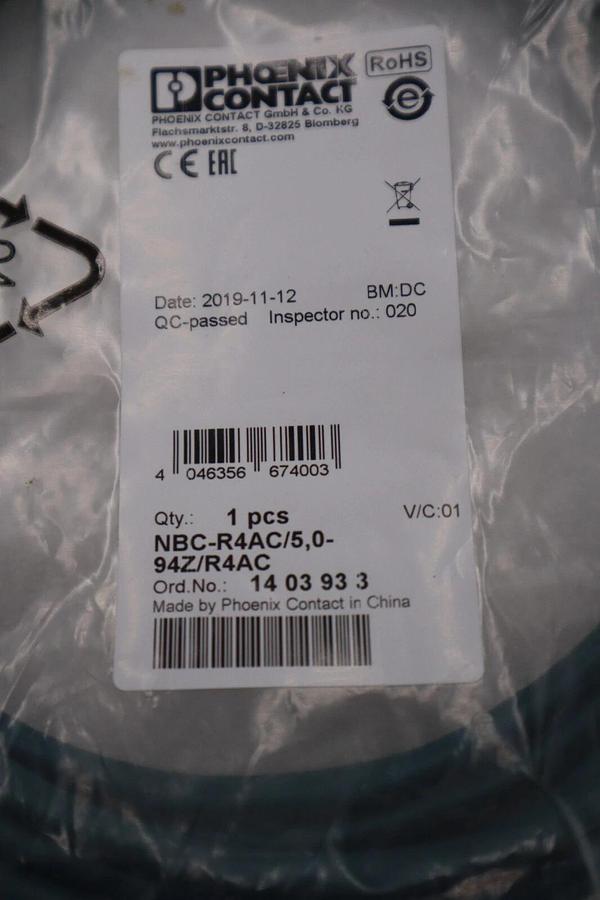 PHOENIX
CONTACT
RoHS
e
PHOENIX CONTACT GmbH & Co. KG
Flachsmarktstr. 8, D-32825 Blomberg
www.phoenixcontact.com
CE EAC
Date: 2019-11-12 BM:DC
QC-passed Inspector no.: 020
4 046356 674003
Qty.: 1 pcs V/C:01
NBC-R4AC/5,0-
94Z/R4AC
Ord.No.: 14 03 93 3
Made by Phoenix Contact in China